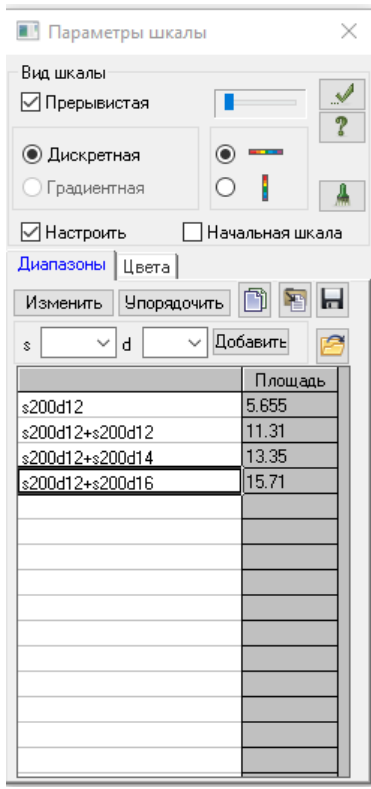 Параметры шкалы
Вид шкалы
Прерывистая
?
Дискретная
Градиентная
Настроить
Начальная шкала
Диапазоны Цвета
Изменить Упорядочить
s d Добавить
Площадь
s200d12 5.655
s200d12+s200d12 11.31
s200d12+s200d14 13.35
s200d12+s200d16 15.71